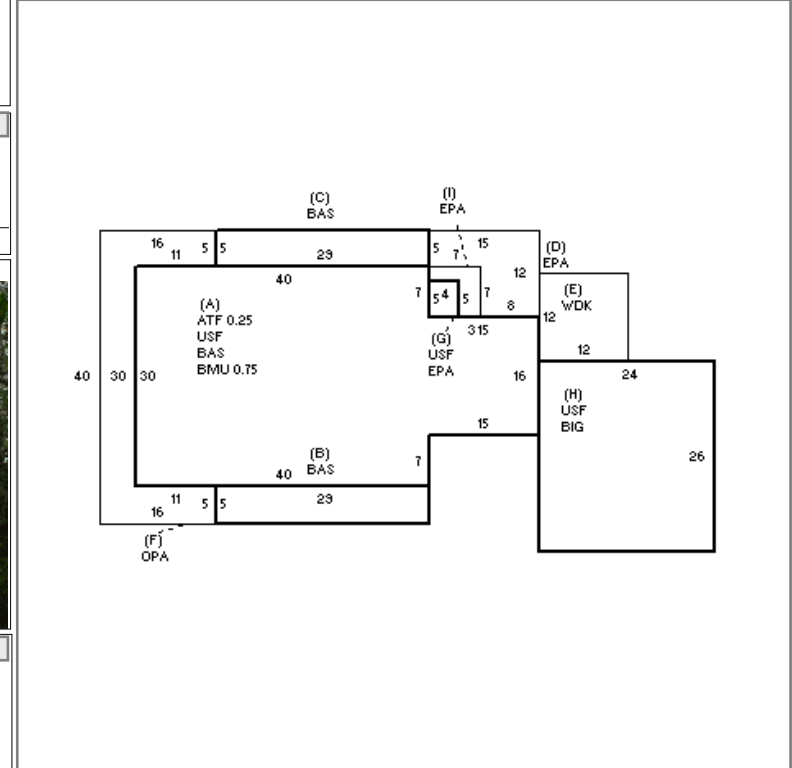 (C)
BAS
(I)
EPA
16
11
5
5
29
5
7
15
(D)
EPA
12
40
7
5
4
5
7
8
(E)
WDK
12
(A)
ATF 0.25
USF
BAS
BMU 0.75
(G)
USF
EPA
3
15
12
40
30
30
16
24
(H)
USF
BIG
15
26
(B)
BAS
40
7
11
16
5
5
29
(F)
OPA